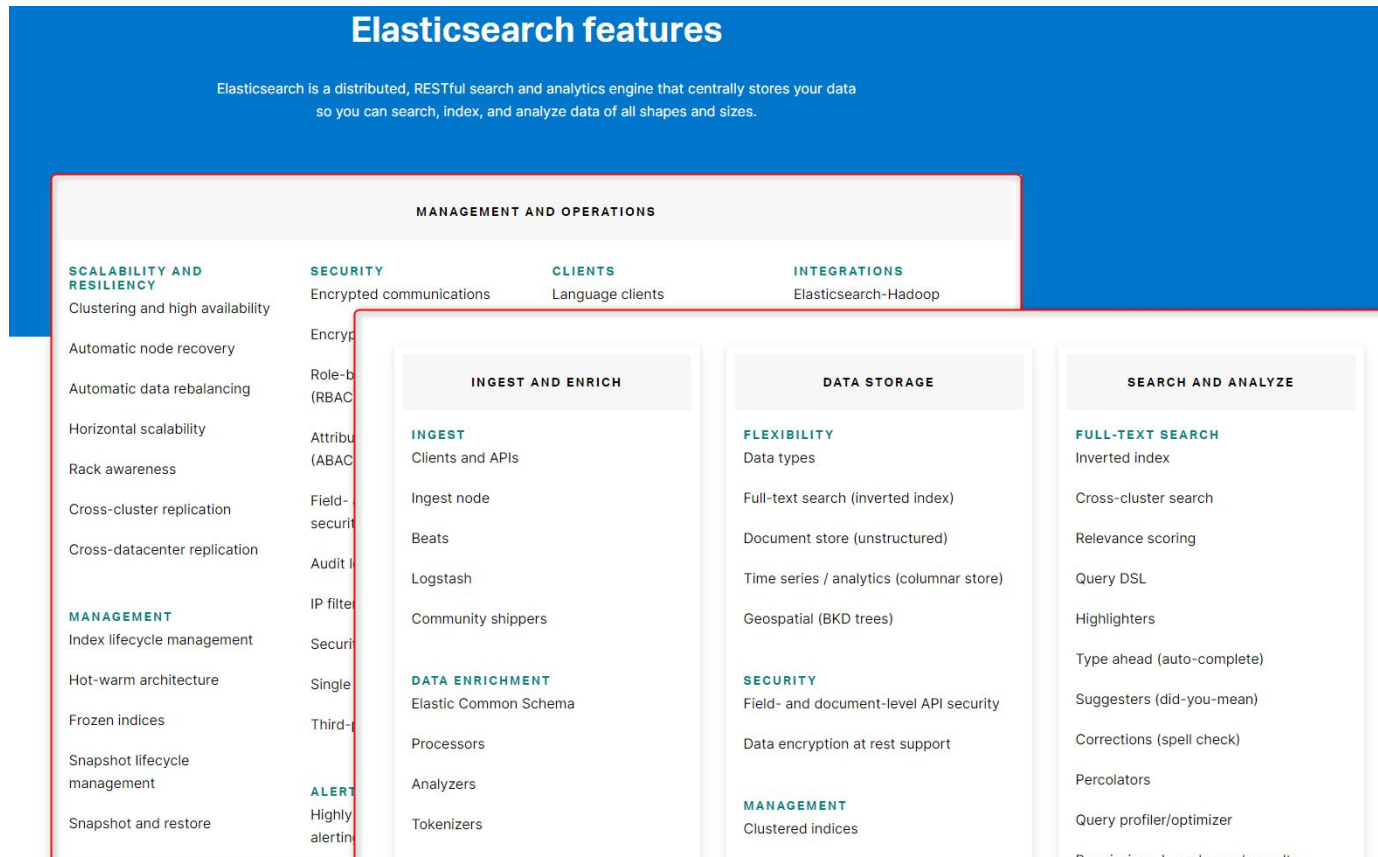 Elasticsearch features
Elasticsearch is a distributed, RESTful search and analytics engine that centrally stores your data
so you can search, index, and analyze data of all shapes and sizes.
MANAGEMENT AND OPERATIONS
SCALABILITY AND
RESILIENCY
Clustering and high availability
Automatic node recovery
Automatic data rebalancing
Horizontal scalability
Rack awareness
Cross-cluster replication
Cross-datacenter replication
MANAGEMENT
Index lifecycle management
Hot-warm architecture
Frozen indices
Snapshot lifecycle
management
Snapshot and restore
SECURITY
Encrypted communications
(RBAC
(ABAC
Field-
Audit
IP
Single
Highly
CLIENTS
Language clients
INTEGRATIONS
Elasticsearch-Hadoop
INGEST AND ENRICH
INGEST
Clients and APIs
Ingest node
Beats
Logstash
Community shippers
DATA ENRICHMENT
Elastic Common Schema
Processors
Analyzers
Tokenizers
DATA STORAGE
FLEXIBILITY
Data types
Full-text search (inverted index)
Document store (unstructured)
Time series / analytics (columnar store)
Geospatial (BKD trees)
SECURITY
Field- and document-level API security
Data encryption at rest support
MANAGEMENT
Clustered indices
SEARCH AND ANALYZE
FULL-TEXT SEARCH
Inverted index
Cross-cluster search
Relevance scoring
Query DSL
Highlighters
Type ahead (auto-complete)
Suggesters (did-you-mean)
Corrections (spell check)
Percolators
Query profiler/optimizer